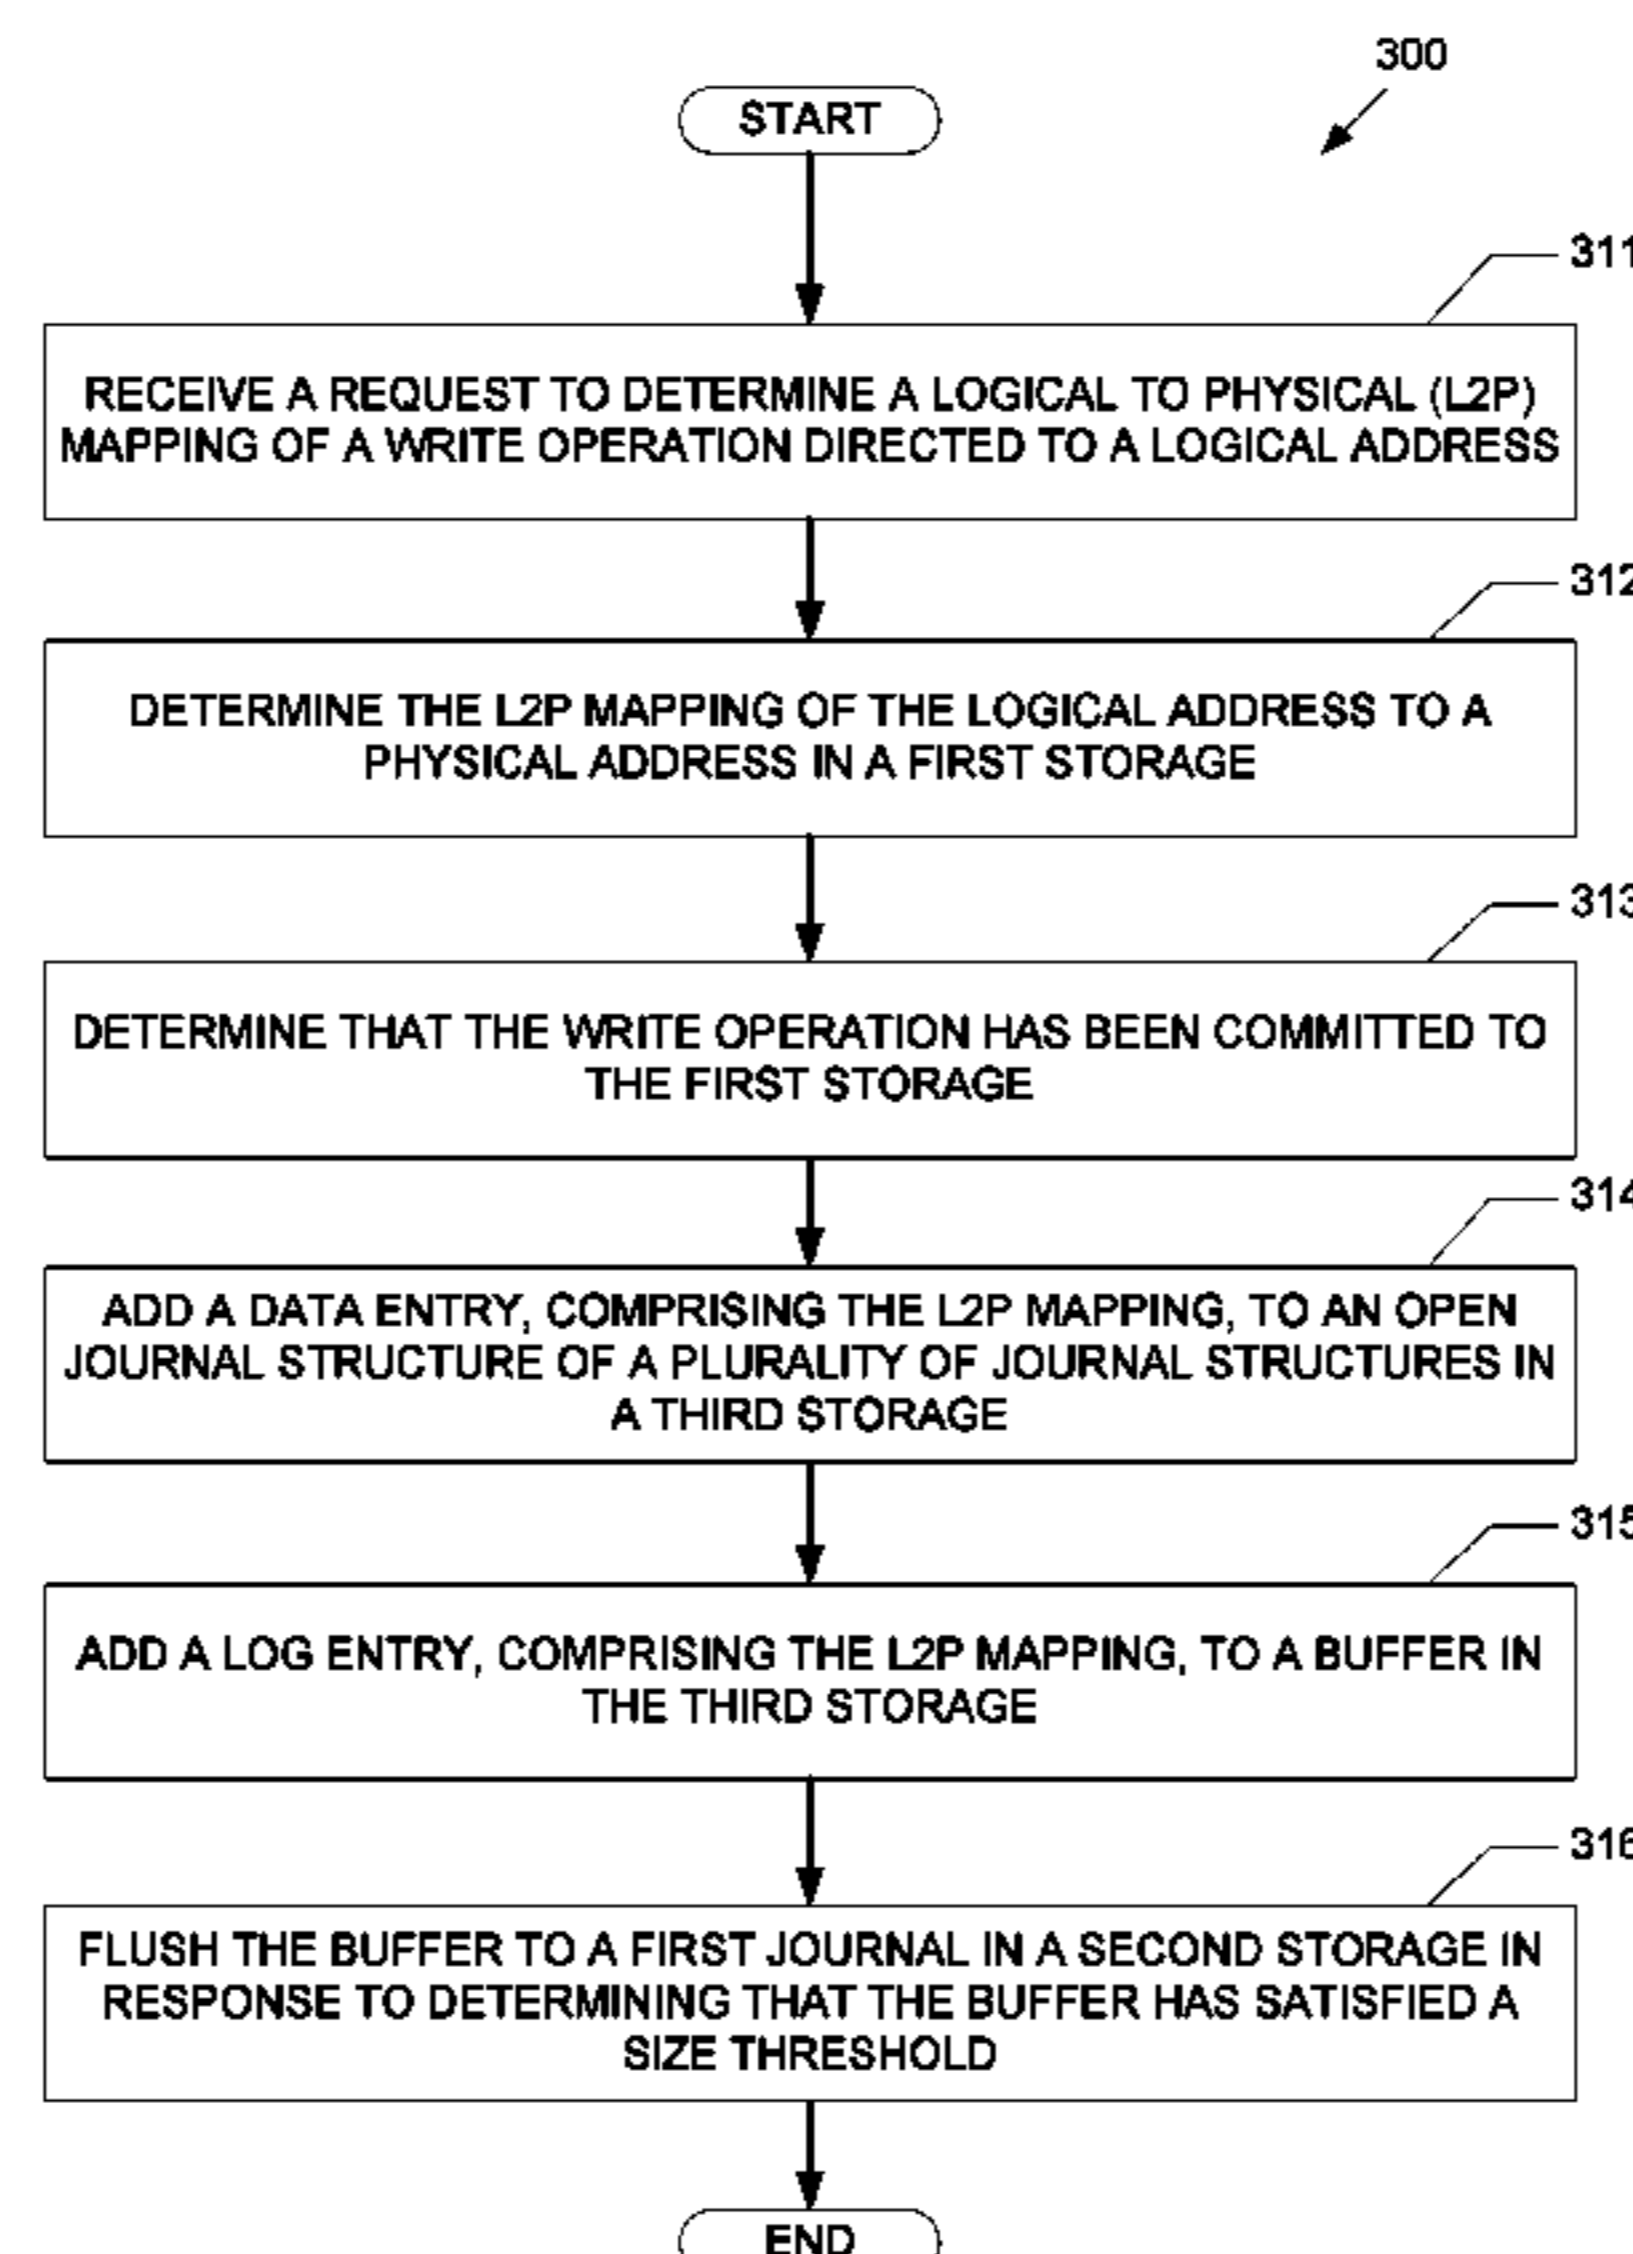 300
START
311
RECEIVE A REQUEST TO DETERMINE A LOGICAL TO PHYSICAL (L2P)
MAPPING OF A WRITE OPERATION DIRECTED TO A LOGICAL ADDRESS
312
DETERMINE THE L2P MAPPING OF THE LOGICAL ADDRESS TO A
PHYSICAL ADDRESS IN A FIRST STORAGE
313
DETERMINE THAT THE WRITE OPERATION HAS BEEN COMMITTED TO
THE FIRST STORAGE
314
ADD A DATA ENTRY, COMPRISING THE L2P MAPPING, TO AN OPEN
JOURNAL STRUCTURE OF A PLURALITY OF JOURNAL STRUCTURES IN
A THIRD STORAGE
315
ADD A LOG ENTRY, COMPRISING THE L2P MAPPING, TO A BUFFER IN
THE THIRD STORAGE
316
FLUSH THE BUFFER TO A FIRST JOURNAL IN A SECOND STORAGE IN
RESPONSE TO DETERMINING THAT THE BUFFER HAS SATISFIED A
SIZE THRESHOLD
END